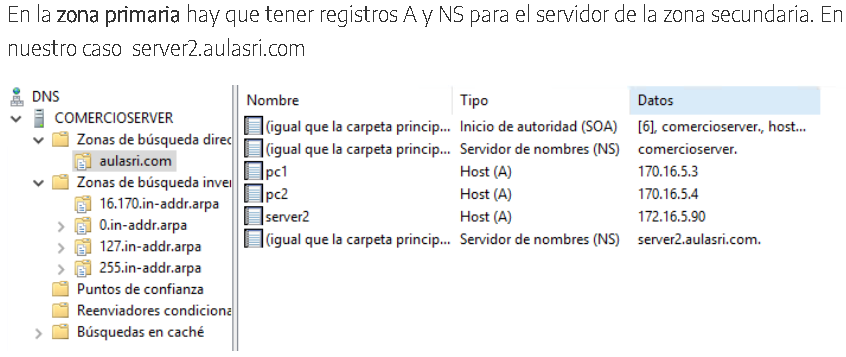 En la zona primaria hay que tener registros A y NS para el servidor de la zona secundaria. En
nuestro caso server2.aulasri.com
DNS
COMERCIOSERVER
Zonas de búsqueda direc
aulasri.com
Zonas de búsqueda inver
16.170.in-addr.arpa
0.in-addr.arpa
127.in-addr.arpa
255.in-addr.arpa
Puntos de confianza
Reenviadores condiciona
Búsquedas en caché
Nombre Tipo Datos
(igual que la carpeta princip... Inicio de autoridad (SOA) [6], comercioserver., host...
(igual que la carpeta princip... Servidor de nombres (NS) comercioserver.
pc1 Host (A) 170.16.5.3
pc2 Host (A) 170.16.5.4
server2 Host (A) 172.16.5.90
(igual que la carpeta princip... Servidor de nombres (NS) server2.aulasri.com.